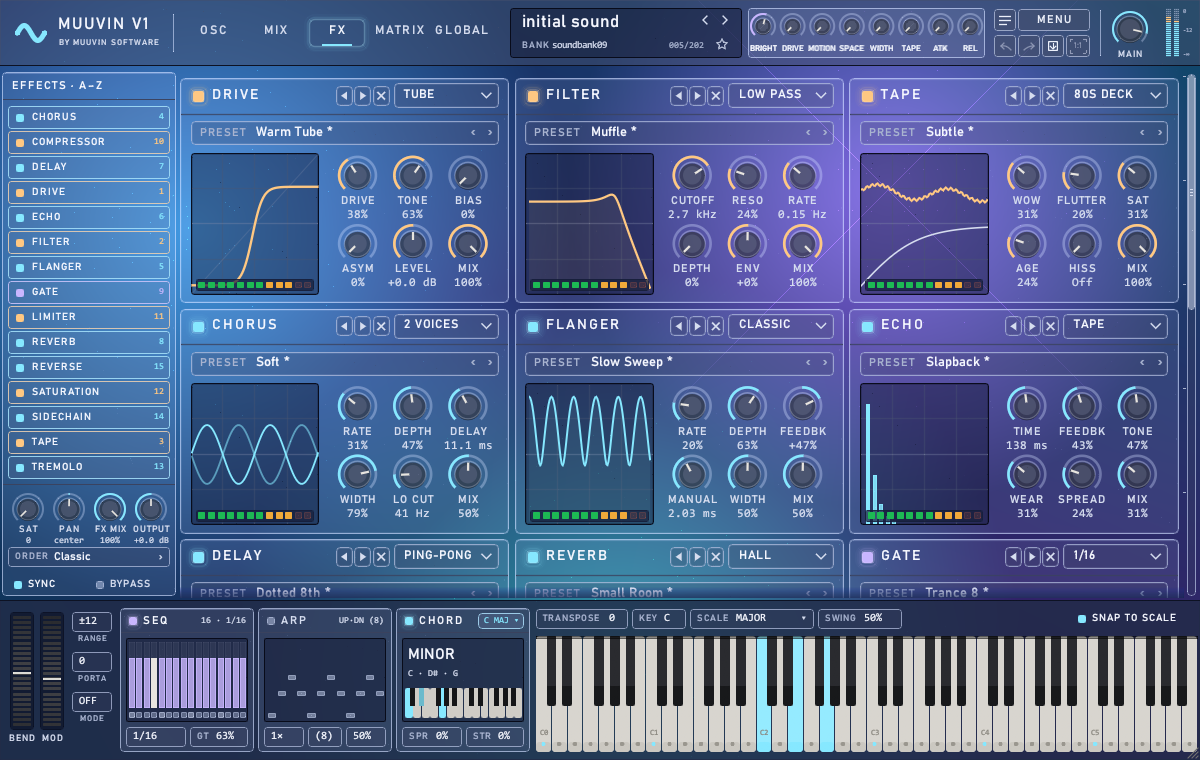 MUUVIN V1
BY MUUVIN SOFTWARE
OSC MIX FX MATRIX GLOBAL
initial sound
BANK soundbank09 005/202
BRIGHT DRIVE MOTION SPACE WIDTH TAPE ATK REL
MENU
1:1
MAIN
0
-12
EFFECTS · A–Z
CHORUS 4
COMPRESSOR 10
DELAY 7
DRIVE 1
ECHO 6
FILTER 2
FLANGER 5
GATE 9
LIMITER 11
REVERB 8
REVERSE 15
SATURATION 12
SIDECHAIN 14
TAPE 3
TREMOLO 13
SAT PAN FX MIX OUTPUT
0 center 100% +0.0 dB
ORDER Classic ›
SYNC BYPASS
DRIVE TUBE
PRESET Warm Tube * ‹ ›
DRIVE TONE BIAS
38% 63% 0%
ASYM LEVEL MIX
0% +0.0 dB 100%
FILTER LOW PASS
PRESET Muffle * ‹ ›
CUTOFF RESO RATE
2.7 kHz 24% 0.15 Hz
DEPTH ENV MIX
0% +0% 100%
TAPE 80S DECK
PRESET Subtle * ‹ ›
WOW FLUTTER SAT
31% 20% 31%
AGE HISS MIX
24% Off 100%
CHORUS 2 VOICES
PRESET Soft * ‹ ›
RATE DEPTH DELAY
31% 47% 11.1 ms
WIDTH LO CUT MIX
79% 41 Hz 50%
FLANGER CLASSIC
PRESET Slow Sweep * ‹ ›
RATE DEPTH FEEDBK
20% 63% +47%
MANUAL WIDTH MIX
2.03 ms 50% 50%
ECHO TAPE
PRESET Slapback * ‹ ›
TIME FEEDBK TONE
138 ms 43% 47%
WEAR SPREAD MIX
31% 24% 31%
DELAY PING-PONG
PRESET Dotted 8th * ‹ ›
REVERB HALL
PRESET Small Room * ‹ ›
GATE 1/16
PRESET Trance 8 * ‹ ›
±12
RANGE
0
PORTA
OFF
MODE
BEND MOD
SEQ 16 · 1/16
1/16 GT 63%
ARP UP·DN (8)
1× (8) 50%
CHORD C MAJ
MINOR
C · D# · G
SPR 0% STR 0%
TRANSPOSE 0 KEY C SCALE MAJOR SWING 50% SNAP TO SCALE
C0 C1 C2 C3 C4 C5